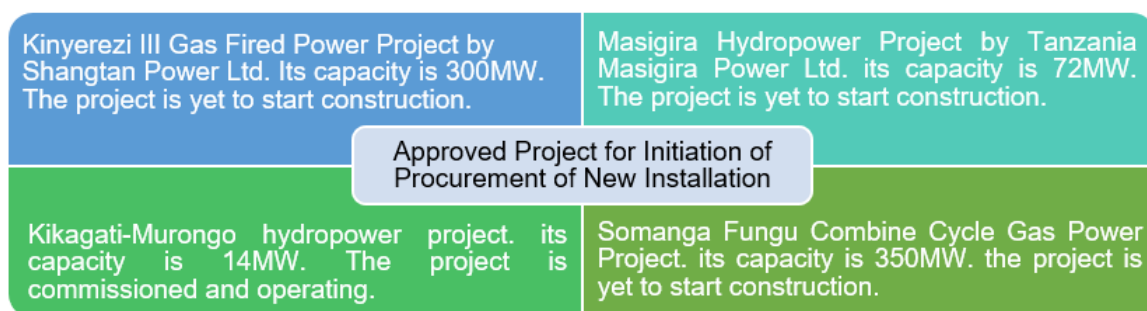 Kinyerezi III Gas Fired Power Project by
Shangtan Power Ltd. Its capacity is 300MW.
The project is yet to start construction.
Masigira Hydropower Project by Tanzania
Masigira Power Ltd. its capacity is 72MW.
The project is yet to start construction.
Approved Project for Initiation of
Procurement of New Installation
Kikagati-Murongo hydropower project. its
capacity is 14MW. The project is
commissioned and operating.
Somanga Fungu Combine Cycle Gas Power
Project. its capacity is 350MW. the project is
yet to start construction.